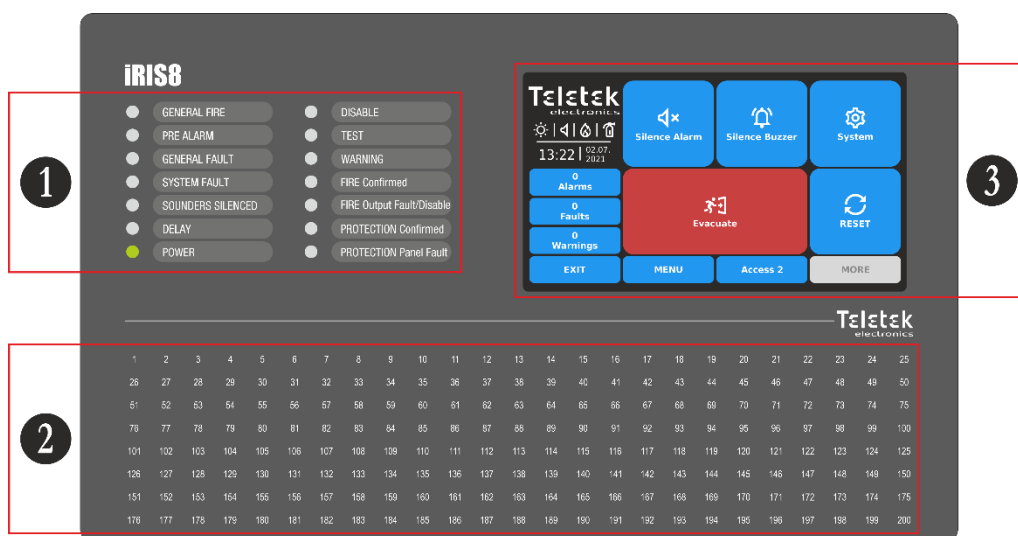 iRIS8
1
GENERAL FIRE
PRE ALARM
GENERAL FAULT
SYSTEM FAULT
SOUNDERS SILENCED
DELAY
POWER
DISABLE
TEST
WARNING
FIRE Confirmed
FIRE Output Fault/Disable
PROTECTION Confirmed
PROTECTION Panel Fault
Teletek
electronics
13:22 02.07.
2021
0
Alarms
0
Faults
0
Warnings
EXIT
Silence Alarm
Silence Buzzer
System
Evacuate
RESET
MENU
Access 2
MORE
3
Teletek
electronics
2
1 2 3 4 5 6 7 8 9 10 11 12 13 14 15 16 17 18 19 20 21 22 23 24 25
26 27 28 29 30 31 32 33 34 35 36 37 38 39 40 41 42 43 44 45 46 47 48 49 50
51 52 53 54 55 56 57 58 59 60 61 62 63 64 65 66 67 68 69 70 71 72 73 74 75
76 77 78 79 80 81 82 83 84 85 86 87 88 89 90 91 92 93 94 95 96 97 98 99 100
101 102 103 104 105 106 107 108 109 110 111 112 113 114 115 116 117 118 119 120 121 122 123 124 125
126 127 128 129 130 131 132 133 134 135 136 137 138 139 140 141 142 143 144 145 146 147 148 149 150
151 152 153 154 155 156 157 158 159 160 161 162 163 164 165 166 167 168 169 170 171 172 173 174 175
176 177 178 179 180 181 182 183 184 185 186 187 188 189 190 191 192 193 194 195 196 197 198 199 200